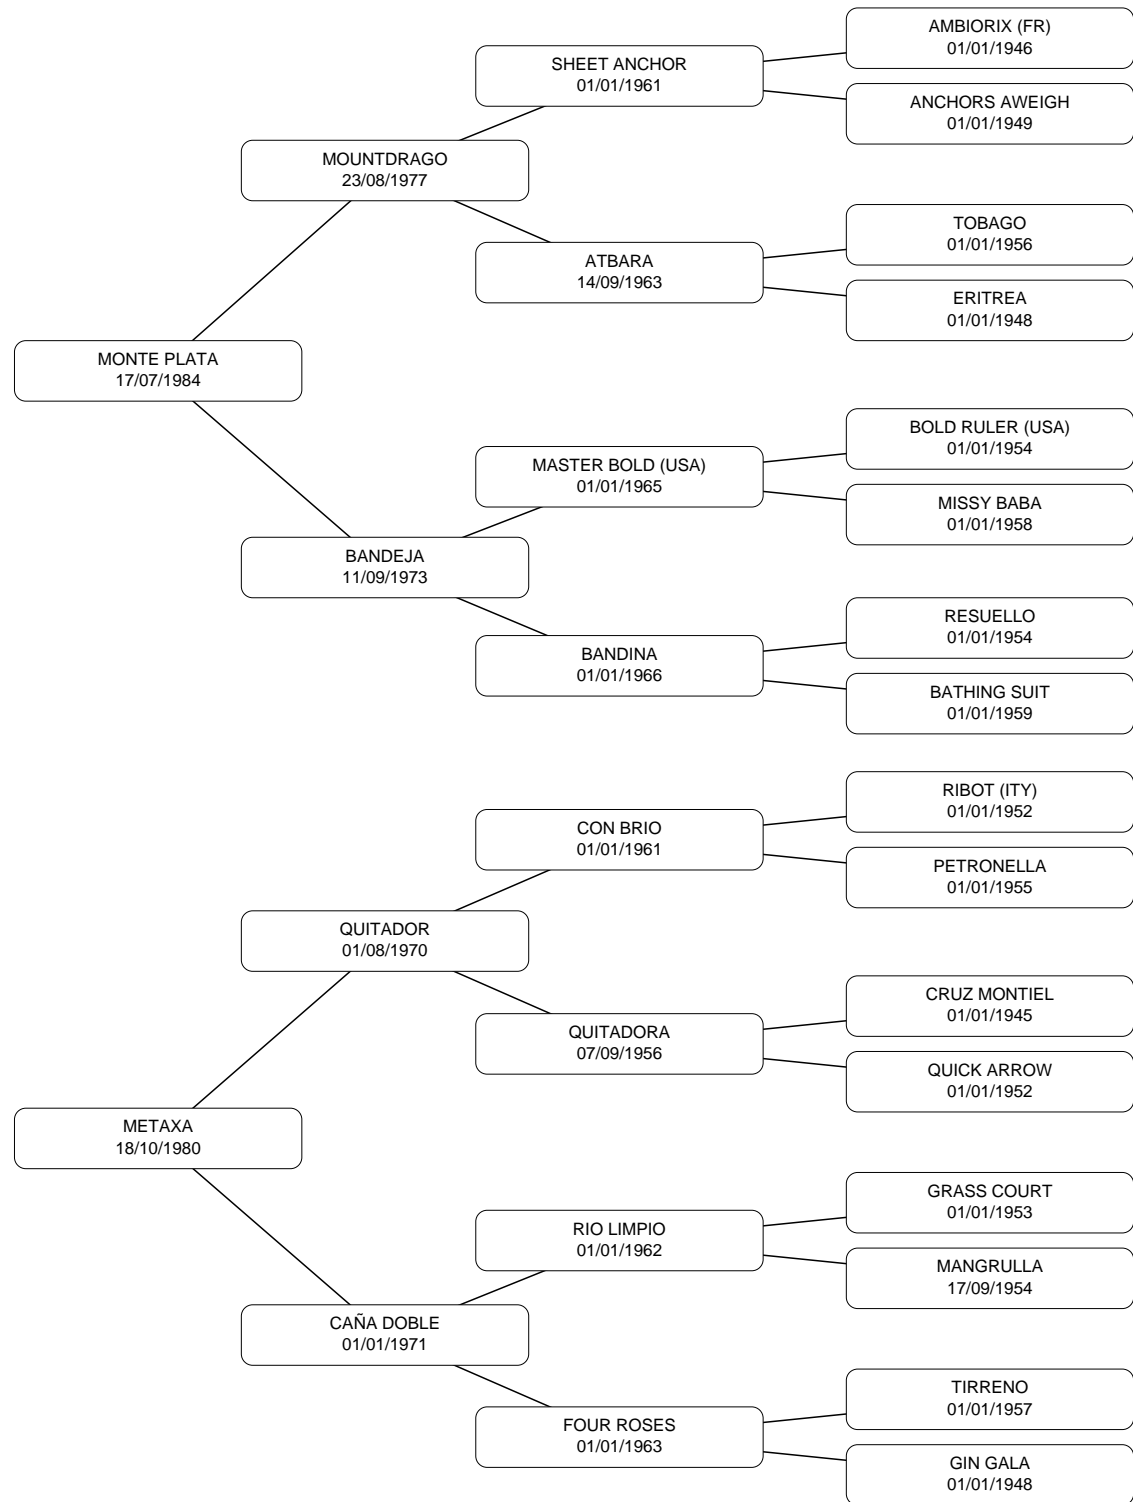 AMBIORIX (FR)
01/01/1946
SHEET ANCHOR
01/01/1961
ANCHORS AWEIGH
01/01/1949
MOUNTDRAGO
23/08/1977
TOBAGO
01/01/1956
ATBARA
14/09/1963
ERITREA
01/01/1948
MONTE PLATA
17/07/1984
BOLD RULER (USA)
01/01/1954
MASTER BOLD (USA)
01/01/1965
MISSY BABA
01/01/1958
BANDEJA
11/09/1973
RESUELLO
01/01/1954
BANDINA
01/01/1966
BATHING SUIT
01/01/1959
RIBOT (ITY)
01/01/1952
CON BRIO
01/01/1961
PETRONELLA
01/01/1955
QUITADOR
01/08/1970
CRUZ MONTIEL
01/01/1945
QUITADORA
07/09/1956
QUICK ARROW
01/01/1952
METAXA
18/10/1980
GRASS COURT
01/01/1953
RIO LIMPIO
01/01/1962
MANGRULLA
17/09/1954
CAÑA DOBLE
01/01/1971
TIRRENO
01/01/1957
FOUR ROSES
01/01/1963
GIN GALA
01/01/1948